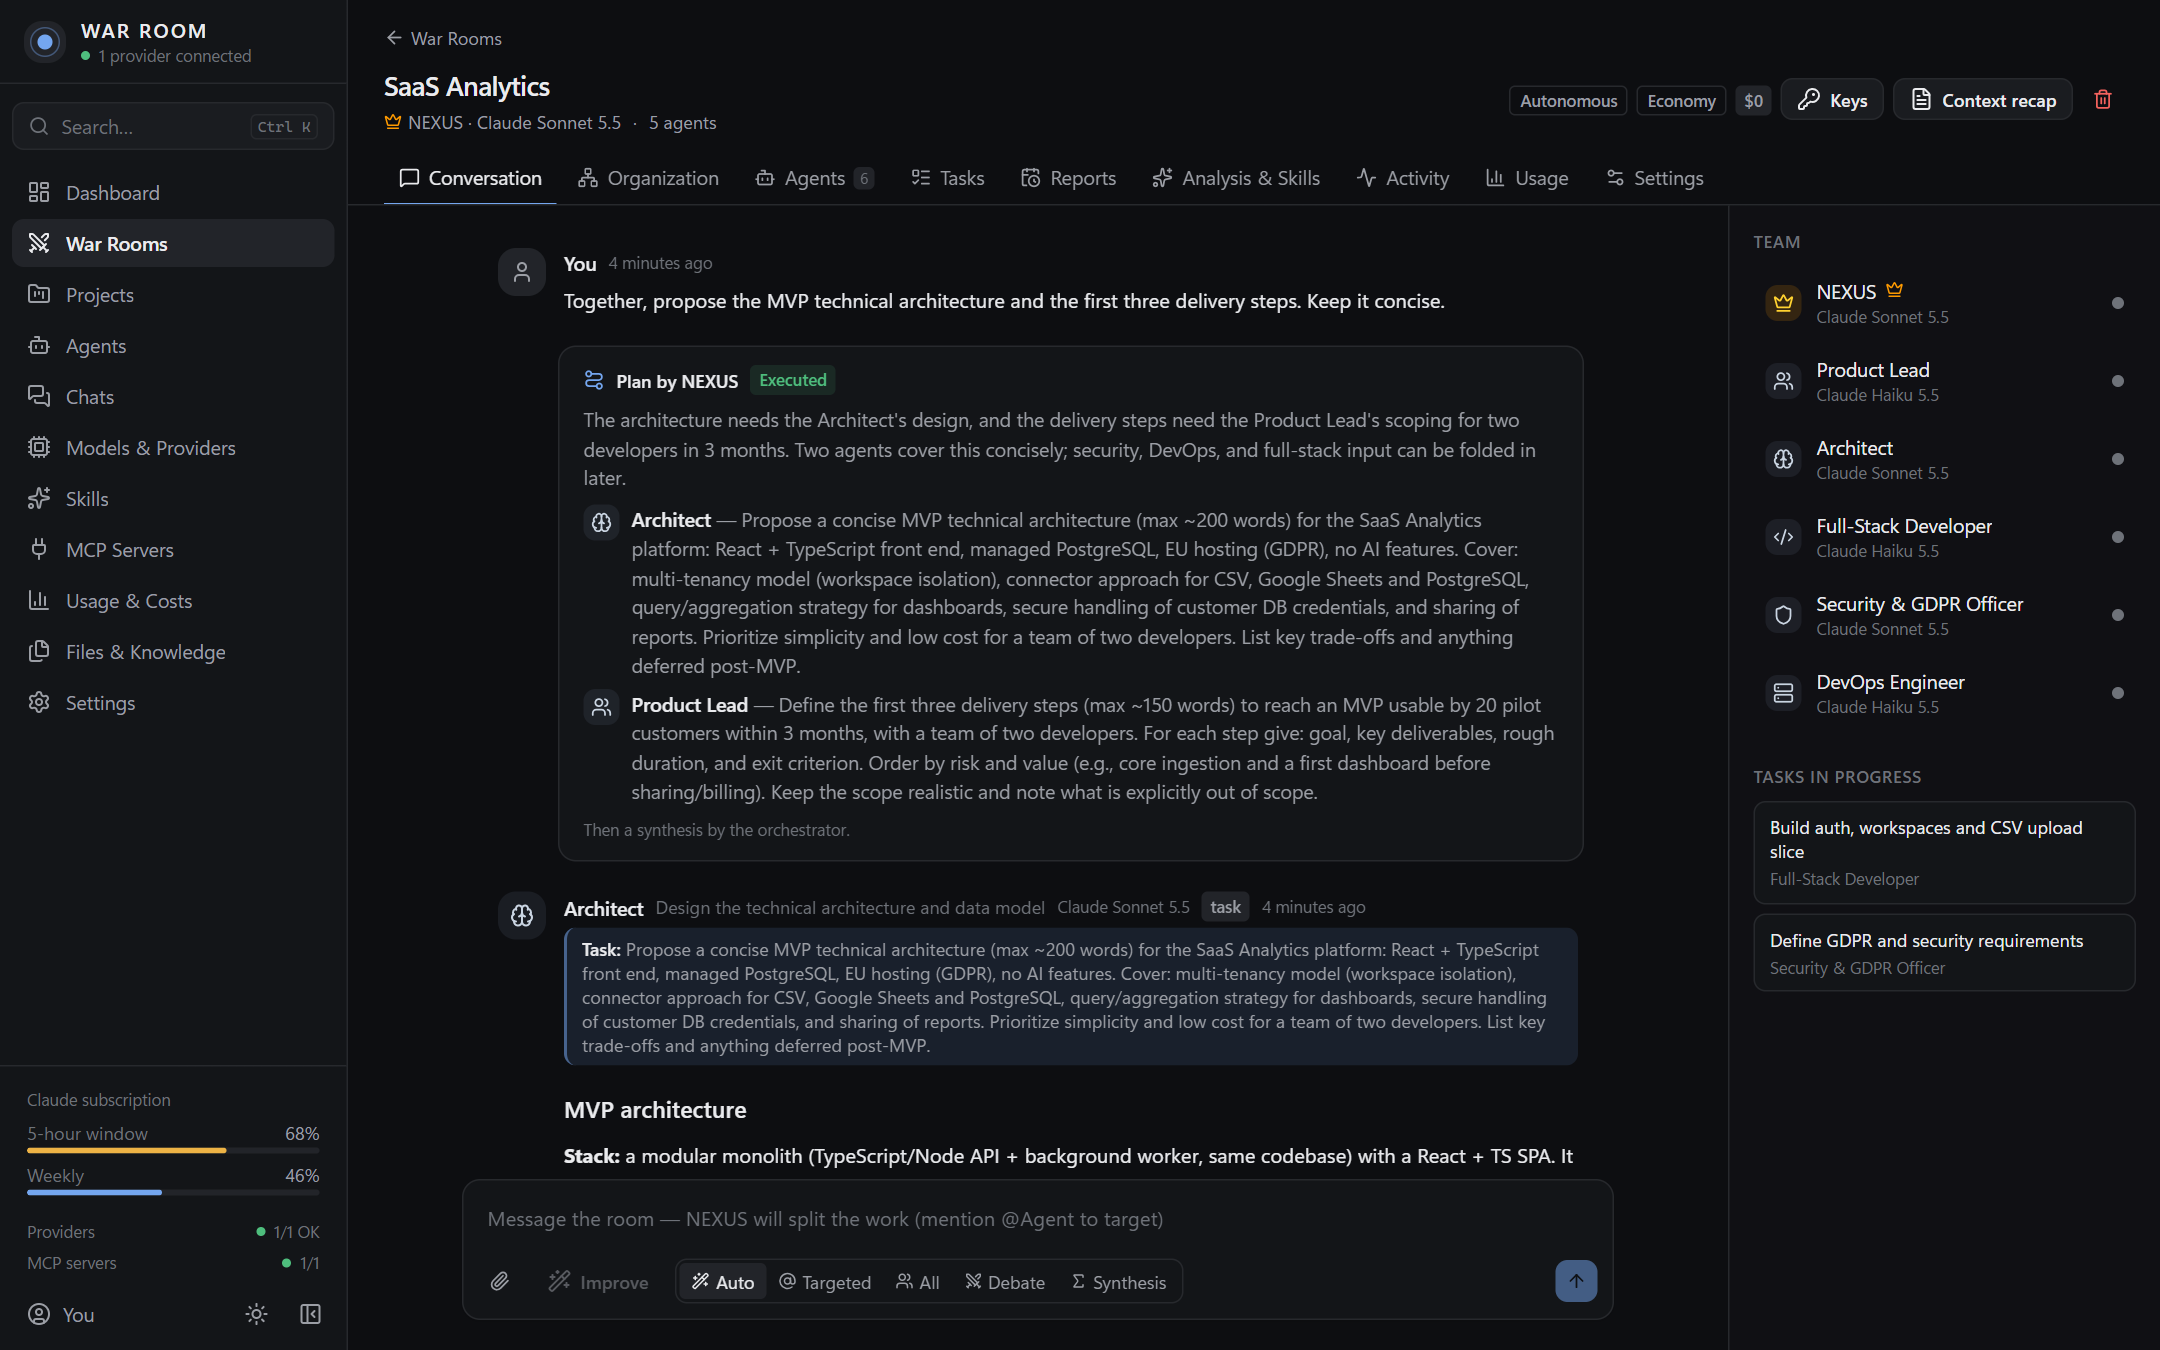 WAR ROOM
1 provider connected
Search...
Ctrl K
Dashboard
War Rooms
Projects
Agents
Chats
Models & Providers
Skills
MCP Servers
Usage & Costs
Files & Knowledge
Settings
Claude subscription
5-hour window 68%
Weekly 46%
Providers 1/1 OK
MCP servers 1/1
You
War Rooms
SaaS Analytics
NEXUS · Claude Sonnet 5.5 · 5 agents
Autonomous
Economy
$0
Keys
Context recap
Conversation
Organization
Agents 6
Tasks
Reports
Analysis & Skills
Activity
Usage
Settings
You 4 minutes ago
Together, propose the MVP technical architecture and the first three delivery steps. Keep it concise.
Plan by NEXUS Executed
The architecture needs the Architect's design, and the delivery steps need the Product Lead's scoping for two
developers in 3 months. Two agents cover this concisely; security, DevOps, and full-stack input can be folded in
later.
Architect — Propose a concise MVP technical architecture (max ~200 words) for the SaaS Analytics
platform: React + TypeScript front end, managed PostgreSQL, EU hosting (GDPR), no AI features. Cover:
multi-tenancy model (workspace isolation), connector approach for CSV, Google Sheets and PostgreSQL,
query/aggregation strategy for dashboards, secure handling of customer DB credentials, and sharing of
reports. Prioritize simplicity and low cost for a team of two developers. List key trade-offs and anything
deferred post-MVP.
Product Lead — Define the first three delivery steps (max ~150 words) to reach an MVP usable by 20 pilot
customers within 3 months, with a team of two developers. For each step give: goal, key deliverables, rough
duration, and exit criterion. Order by risk and value (e.g., core ingestion and a first dashboard before
sharing/billing). Keep the scope realistic and note what is explicitly out of scope.
Then a synthesis by the orchestrator.
Architect Design the technical architecture and data model Claude Sonnet 5.5 task 4 minutes ago
Task: Propose a concise MVP technical architecture (max ~200 words) for the SaaS Analytics platform: React + TypeScript
front end, managed PostgreSQL, EU hosting (GDPR), no AI features. Cover: multi-tenancy model (workspace isolation),
connector approach for CSV, Google Sheets and PostgreSQL, query/aggregation strategy for dashboards, secure handling
of customer DB credentials, and sharing of reports. Prioritize simplicity and low cost for a team of two developers. List key
trade-offs and anything deferred post-MVP.
MVP architecture
Stack: a modular monolith (TypeScript/Node API + background worker, same codebase) with a React + TS SPA. It
Message the room — NEXUS will split the work (mention @Agent to target)
Improve
Auto
Targeted
All
Debate
Synthesis
TEAM
NEXUS
Claude Sonnet 5.5
Product Lead
Claude Haiku 5.5
Architect
Claude Sonnet 5.5
Full-Stack Developer
Claude Haiku 5.5
Security & GDPR Officer
Claude Sonnet 5.5
DevOps Engineer
Claude Haiku 5.5
TASKS IN PROGRESS
Build auth, workspaces and CSV upload
slice
Full-Stack Developer
Define GDPR and security requirements
Security & GDPR Officer